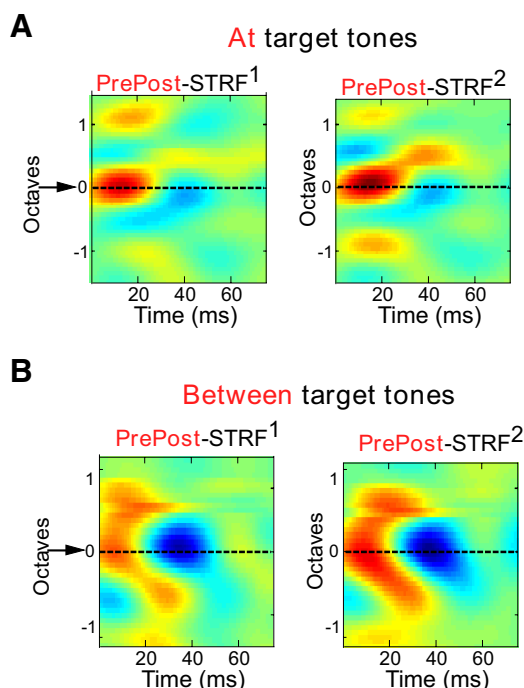 A
At target tones
PrePost-STRF1
PrePost-STRF2
Octaves
1
0
-1
20 40 60
Time (ms)
Octaves
1
0
-1
20 40 60
Time (ms)
B
Between target tones
PrePost-STRF1
PrePost-STRF2
Octaves
1
0
-1
20 40 60
Time (ms)
Octaves
1
0
-1
20 40 60
Time (ms)